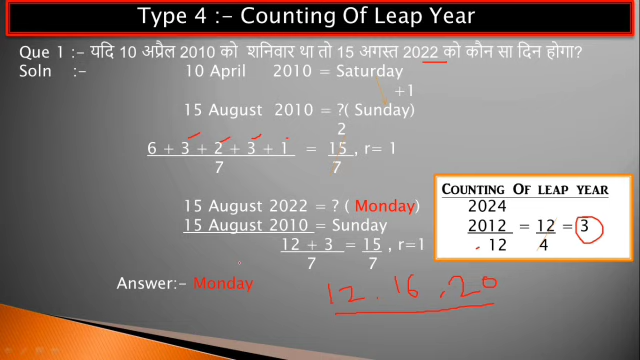 Type 4 :- Counting Of Leap Year
Que 1 :- यदि 10 अप्रैल 2010 को शनिवार था तो 15 अगस्त 2022 को कौन सा दिन होगा?
Soln :- 10 April 2010 = Saturday
+1
15 August 2010 = ?( Sunday)
2
6 + 3 + 2 + 3 + 1 = 15 , r= 1
7 7
15 August 2022 = ? ( Monday)
15 August 2010 = Sunday
12 + 3 = 15 , r=1
7 7
Answer:- Monday
COUNTING OF LEAP YEAR
2024
2012 = 12 = 3
12 4
12 . 16 . 20